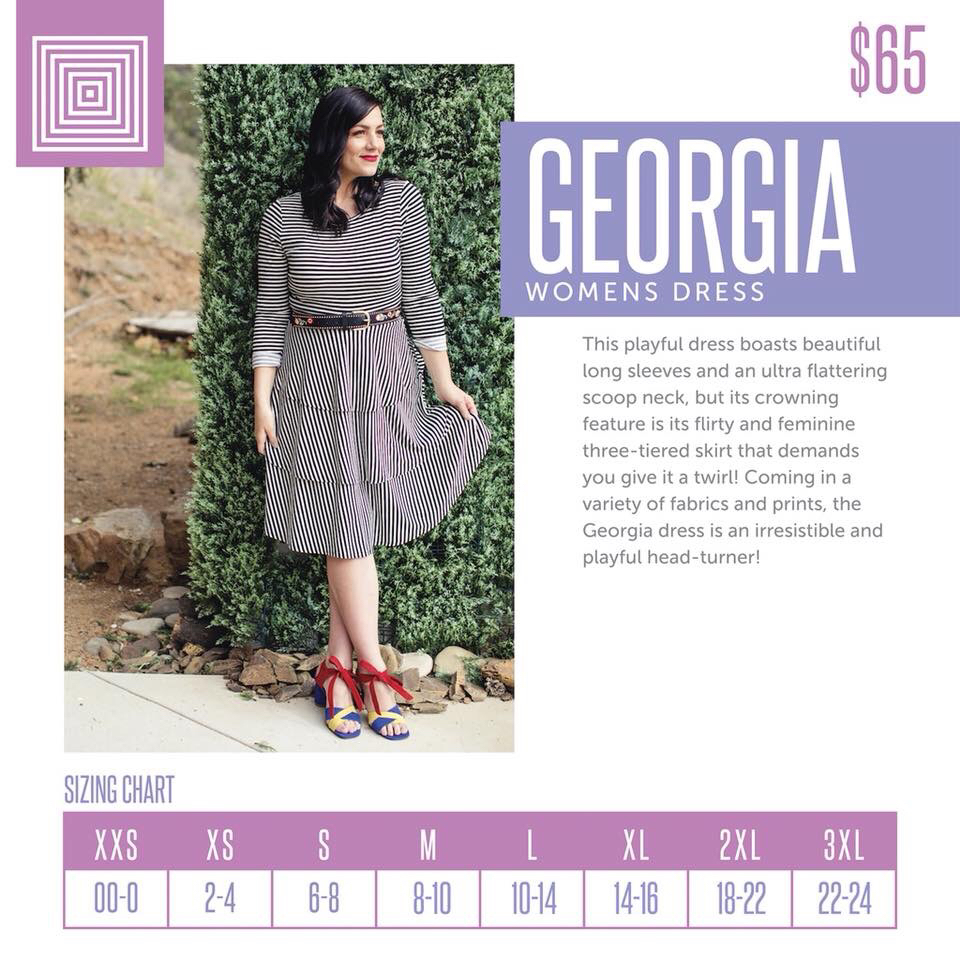 $65
GEORGIA
WOMENS DRESS
This playful dress boasts beautiful
long sleeves and an ultra flattering
scoop neck, but its crowning
feature is its flirty and feminine
three-tiered skirt that demands
you give it a twirl! Coming in a
variety of fabrics and prints, the
Georgia dress is an irresistible and
playful head-turner!
SIZING CHART
XXS XS S M L XL 2XL 3XL
00-0 2-4 6-8 8-10 10-14 14-16 18-22 22-24